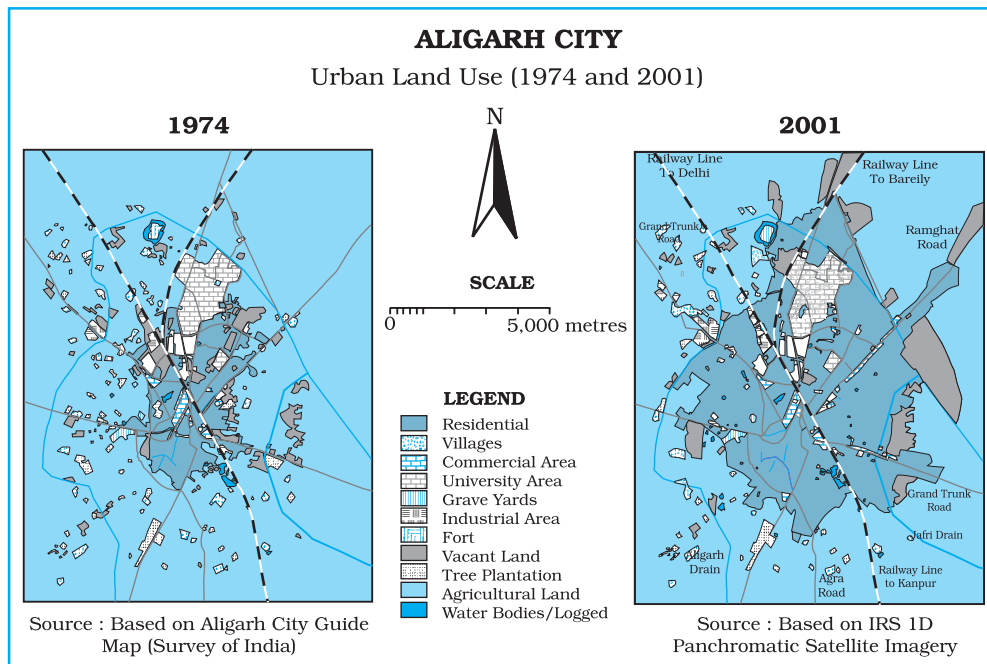 ALIGARH CITY
Urban Land Use (1974 and 2001)
1974
N
2001
Railway Line
To Delhi
Railway Line
To Bareily
Grand Trunk
Road
Ramghat
Road
SCALE
0
5,000 metres
LEGEND
Residential
Villages
Commercial Area
University Area
Grave Yards
Industrial Area
Fort
Vacant Land
Tree Plantation
Agricultural Land
Water Bodies/Logged
Grand Trunk
Road
Jafri Drain
Aligarh
Drain
Railway Line
to Kanpur
Agra
Road
Source : Based on Aligarh City Guide
Map (Survey of India)
Source : Based on IRS 1D
Panchromatic Satellite Imagery